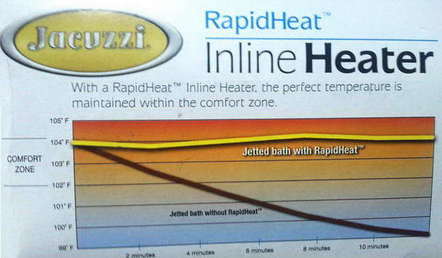 Jacuzzi®
RapidHeat™
Inline Heater
With a RapidHeat™ Inline Heater, the perfect temperature is
maintained within the comfort zone.
105° F
104° F
COMFORT
ZONE
103° F
102° F
101° F
100° F
99° F
Jetted bath with RapidHeat™
Jetted bath without RapidHeat™
2 minutes
4 minutes
6 minutes
8 minutes
10 minutes